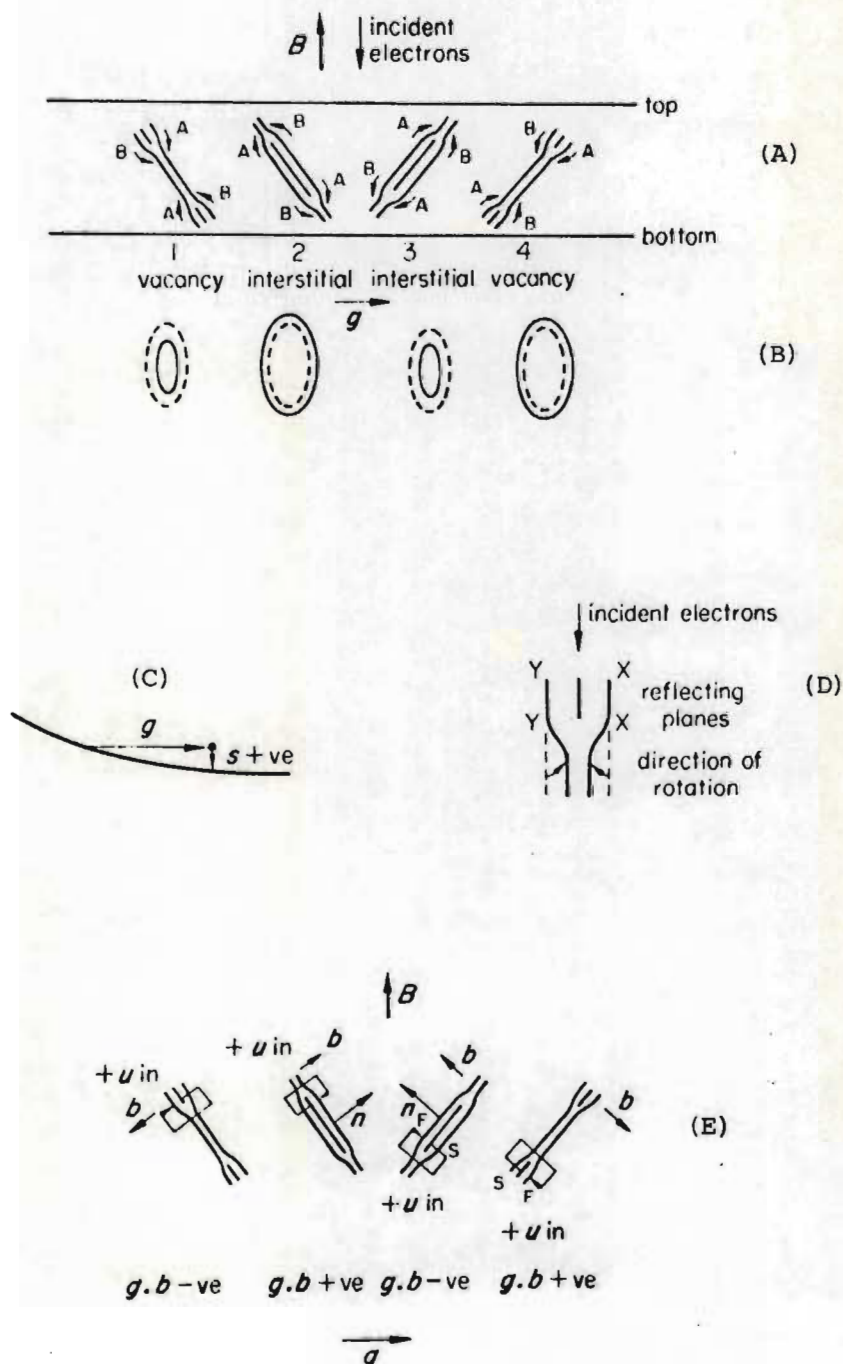 B
incident
electrons
top
A B A B
B A B A
(A)
B A B A
A B A B
bottom
1 2 3 4
vacancy interstitial interstitial vacancy
g
(B)
incident electrons
(C)
Y X
reflecting
planes
(D)
g
Y X
s +ve
direction of
rotation
B
+ u in b
b
+ u in
b n n F b
(E)
S
S F
+ u in
+ u in
g.b -ve g.b +ve g.b -ve g.b +ve
g